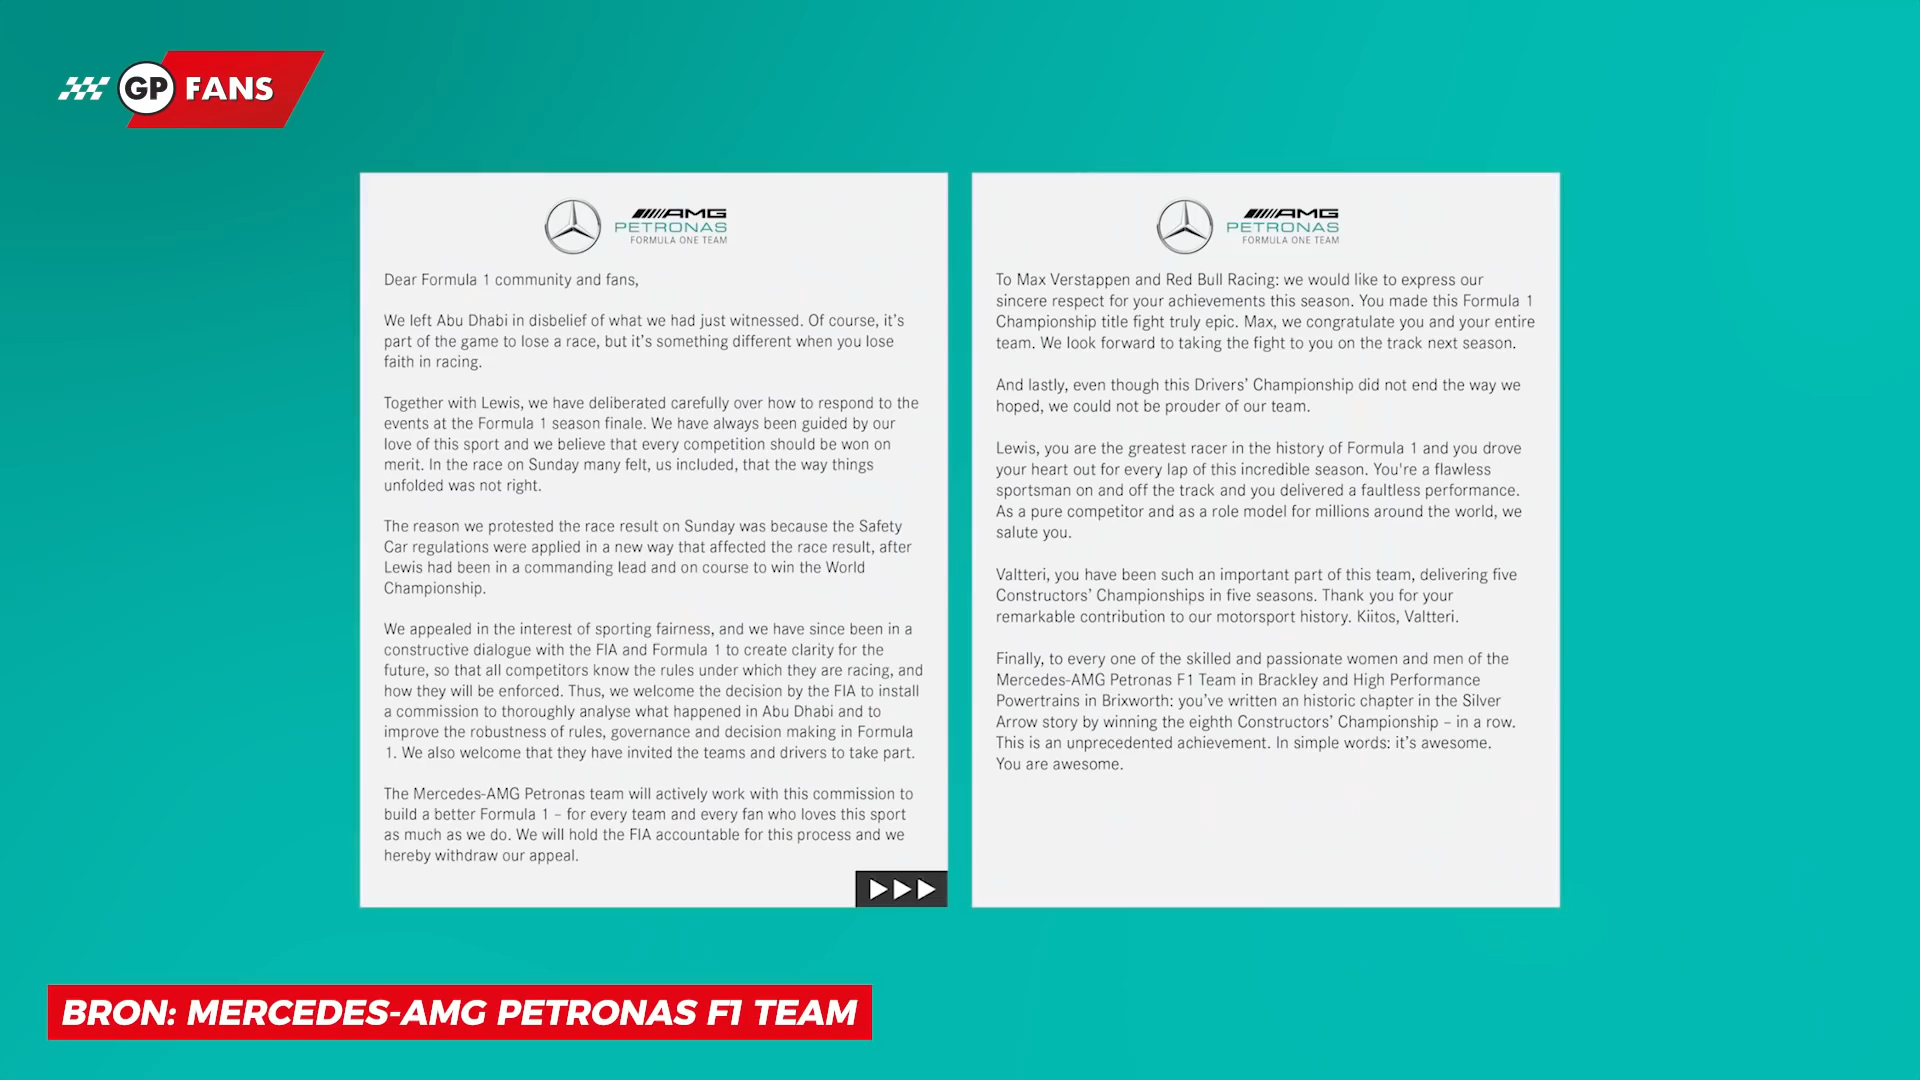 GP FANS
AMG
PETRONAS
FORMULA ONE TEAM
Dear Formula 1 community and fans,
We left Abu Dhabi in disbelief of what we had just witnessed. Of course, it's
part of the game to lose a race, but it's something different when you lose
faith in racing.
Together with Lewis, we have deliberated carefully over how to respond to the
events at the Formula 1 season finale. We have always been guided by our
love of this sport and we believe that every competition should be won on
merit. In the race on Sunday many felt, us included, that the way things
unfolded was not right.
The reason we protested the race result on Sunday was because the Safety
Car regulations were applied in a new way that affected the race result, after
Lewis had been in a commanding lead and on course to win the World
Championship.
We appealed in the interest of sporting fairness, and we have since been in a
constructive dialogue with the FIA and Formula 1 to create clarity for the
future, so that all competitors know the rules under which they are racing, and
how they will be enforced. Thus, we welcome the decision by the FIA to install
a commission to thoroughly analyse what happened in Abu Dhabi and to
improve the robustness of rules, governance and decision making in Formula
1. We also welcome that they have invited the teams and drivers to take part.
The Mercedes-AMG Petronas team will actively work with this commission to
build a better Formula 1 – for every team and every fan who loves this sport
as much as we do. We will hold the FIA accountable for this process and we
hereby withdraw our appeal.
AMG
PETRONAS
FORMULA ONE TEAM
To Max Verstappen and Red Bull Racing: we would like to express our
sincere respect for your achievements this season. You made this Formula 1
Championship title fight truly epic. Max, we congratulate you and your entire
team. We look forward to taking the fight to you on the track next season.
And lastly, even though this Drivers' Championship did not end the way we
hoped, we could not be prouder of our team.
Lewis, you are the greatest racer in the history of Formula 1 and you drove
your heart out for every lap of this incredible season. You're a flawless
sportsman on and off the track and you delivered a faultless performance.
As a pure competitor and as a role model for millions around the world, we
salute you.
Valtteri, you have been such an important part of this team, delivering five
Constructors' Championships in five seasons. Thank you for your
remarkable contribution to our motorsport history. Kiitos, Valtteri.
Finally, to every one of the skilled and passionate women and men of the
Mercedes-AMG Petronas F1 Team in Brackley and High Performance
Powertrains in Brixworth: you've written an historic chapter in the Silver
Arrow story by winning the eighth Constructors' Championship – in a row.
This is an unprecedented achievement. In simple words: it's awesome.
You are awesome.
BRON: MERCEDES-AMG PETRONAS F1 TEAM